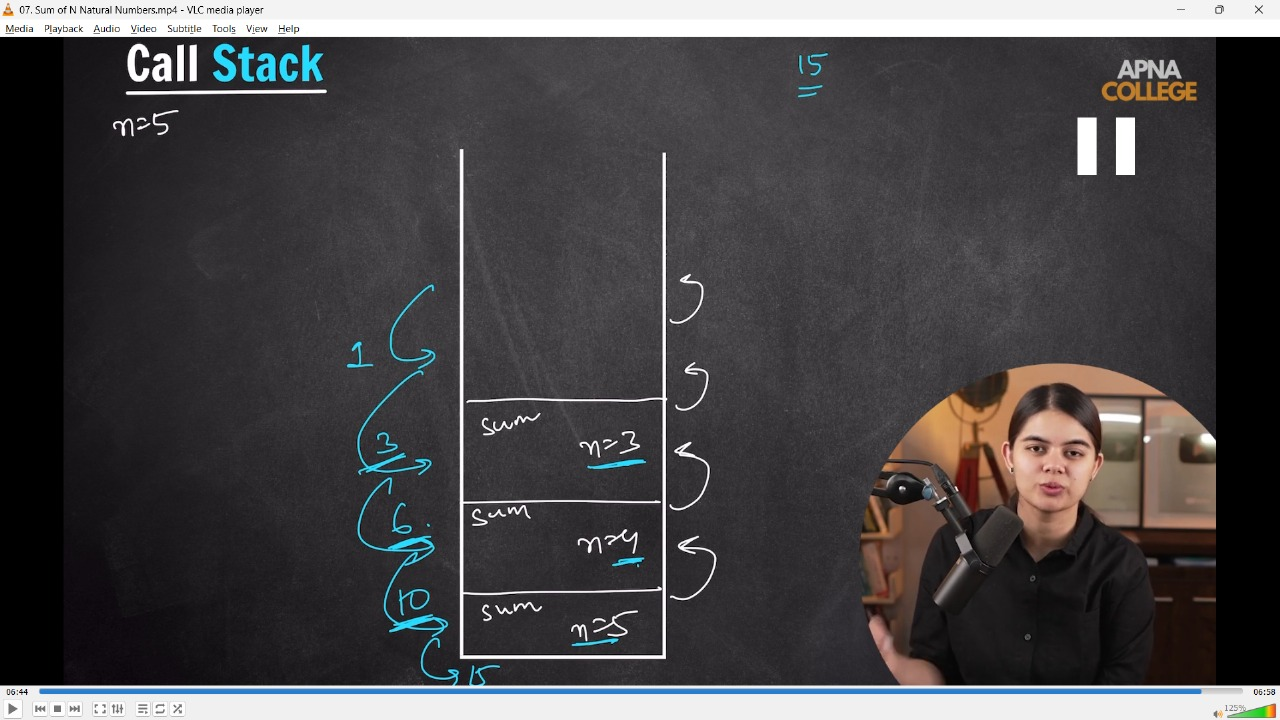 07. Sum of N Natural Numbers.mp4 - VLC media player
Media Playback Audio Video Subtitle Tools View Help
Call Stack
15
APNA
COLLEGE
n=5
1
sum
3
n=3
sum
6.
n=4
10
sum
n=5
15
06:44
06:58
125%